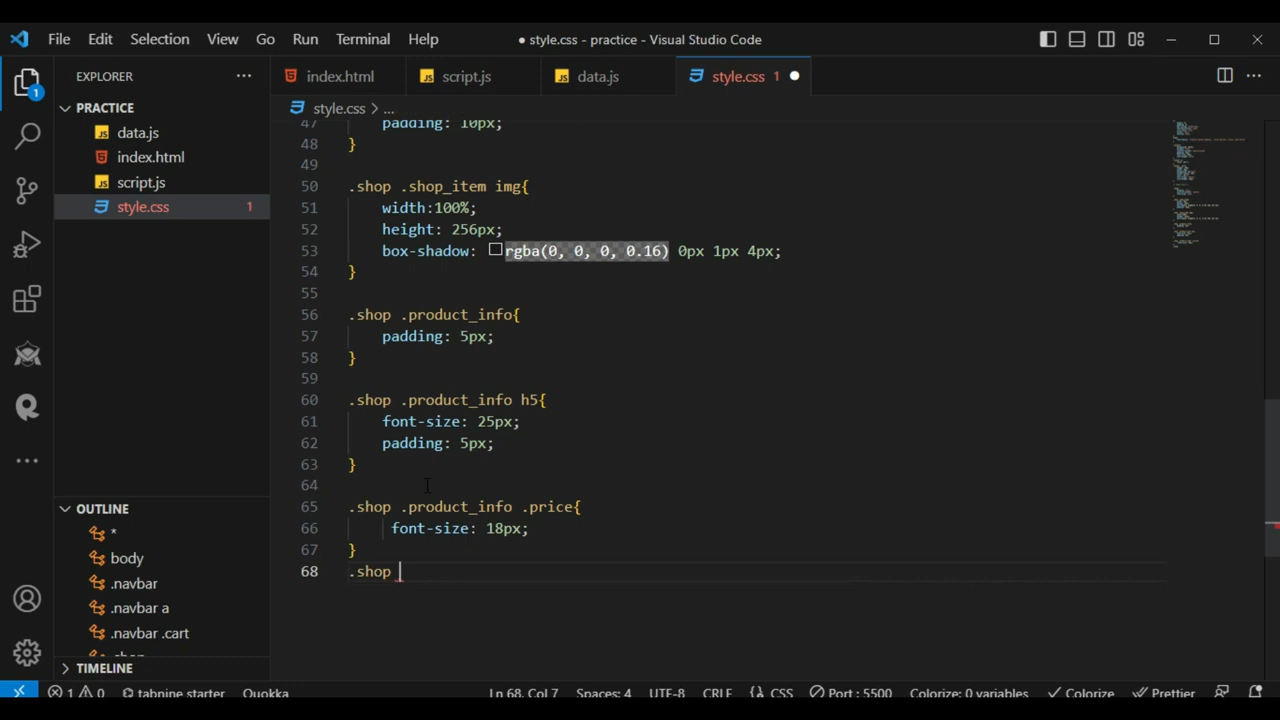 File Edit Selection View Go Run Terminal Help
● style.css - practice - Visual Studio Code
EXPLORER
PRACTICE
data.js
index.html
script.js
style.css 1
OUTLINE
*
body
.navbar
.navbar a
.navbar .cart
TIMELINE
1
index.html script.js data.js style.css 1
style.css > ...
47 padding: 10px;
48 }
49
50 .shop .shop_item img{
51 width:100%;
52 height: 256px;
53 box-shadow: rgba(0, 0, 0, 0.16) 0px 1px 4px;
54 }
55
56 .shop .product_info{
57 padding: 5px;
58 }
59
60 .shop .product_info h5{
61 font-size: 25px;
62 padding: 5px;
63 }
64
65 .shop .product_info .price{
66 font-size: 18px;
67 }
68 .shop
1 0 tabnine starter Quokka Ln 68, Col 7 Spaces: 4 UTF-8 CRLF {} CSS Port : 5500 Colorize: 0 variables Colorize Prettier